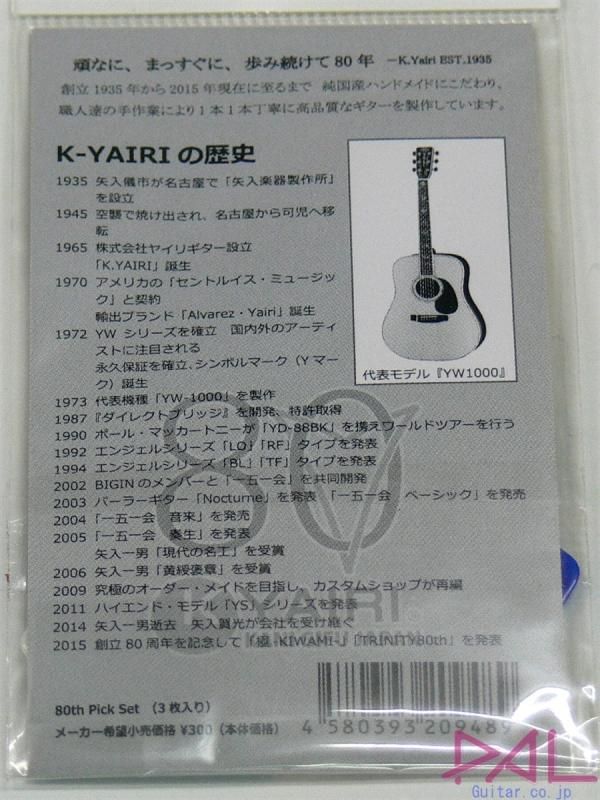 頑なに、まっすぐに、歩み続けて80年 －K.Yairi EST.1935
創立1935年から2015年現在に至るまで 純国産ハンドメイドにこだわり、
職人達の手作業により1本1本丁寧に高品質なギターを製作しています。
K-YAIRIの歴史
1935 矢入儀市が名古屋で「矢入楽器製作所」
を設立
1945 空襲で焼け出され、名古屋から可児へ移
転
1965 株式会社ヤイリギター設立
「K.YAIRI」誕生
1970 アメリカの「セントルイス・ミュージッ
ク」と契約
輸出ブランド「Alvarez・Yairi」誕生
1972 YW シリーズを確立 国内外のアーティ
ストに注目される
永久保証を確立、シンボルマーク（Y マー
ク）誕生
代表モデル『YW1000』
1973 代表機種「YW-1000」を製作
1987 『ダイレクトブリッジ』を開発、特許取得
1990 ポール・マッカートニーが「YD-88BK」を携えワールドツアーを行う
1992 エンジェルシリーズ「LO」「RF」タイプを発表
1994 エンジェルシリーズ「BL」「TF」タイプを発表
2002 BIGINのメンバーと「一五一会」を共同開発
2003 パーラーギター「Nocturne」を発表 「一五一会 ベーシック」を発売
2004 「一五一会 音来」を発売
2005 「一五一会 奏生」を発表
矢入一男「現代の名工」を受賞
2006 矢入一男「黄綬褒章」を受賞
2009 究極のオーダー・メイドを目指し、カスタムショップが再編
2011 ハイエンド・モデル「YS」シリーズを発表
2014 矢入一男逝去 矢入賀光が会社を受け継ぐ
2015 創立80周年を記念して「極 -KIWAMI-」「TRINITY80th」を発表
80
YAIRI
80th Pick Set （3枚入り）
メーカー希望小売価格 ¥300（本体価格）
4 580393 209489
PAL
Guitar.co.jp